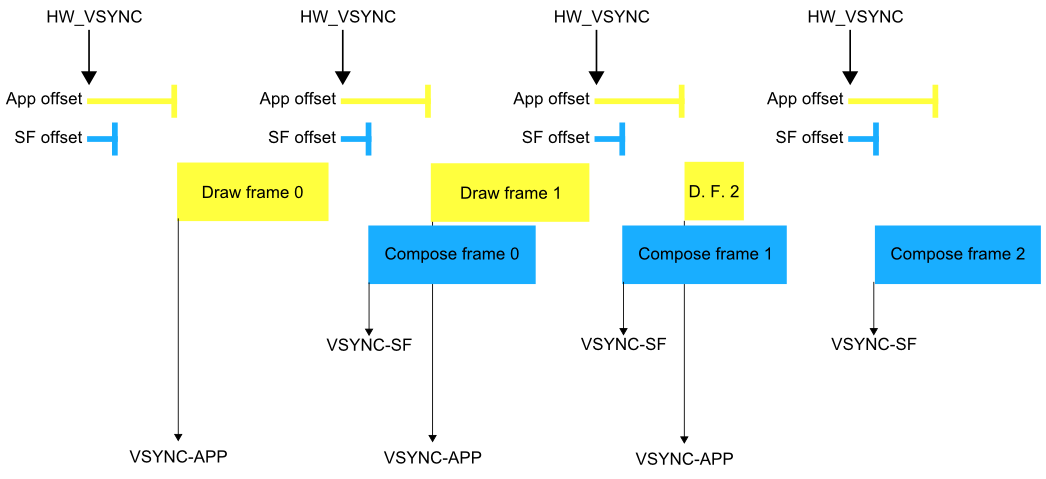 HW_VSYNC HW_VSYNC HW_VSYNC HW_VSYNC
App offset App offset App offset App offset
SF offset SF offset SF offset SF offset
Draw frame 0 Draw frame 1 D. F. 2
Compose frame 0 Compose frame 1 Compose frame 2
VSYNC-SF VSYNC-SF VSYNC-SF
VSYNC-APP VSYNC-APP VSYNC-APP